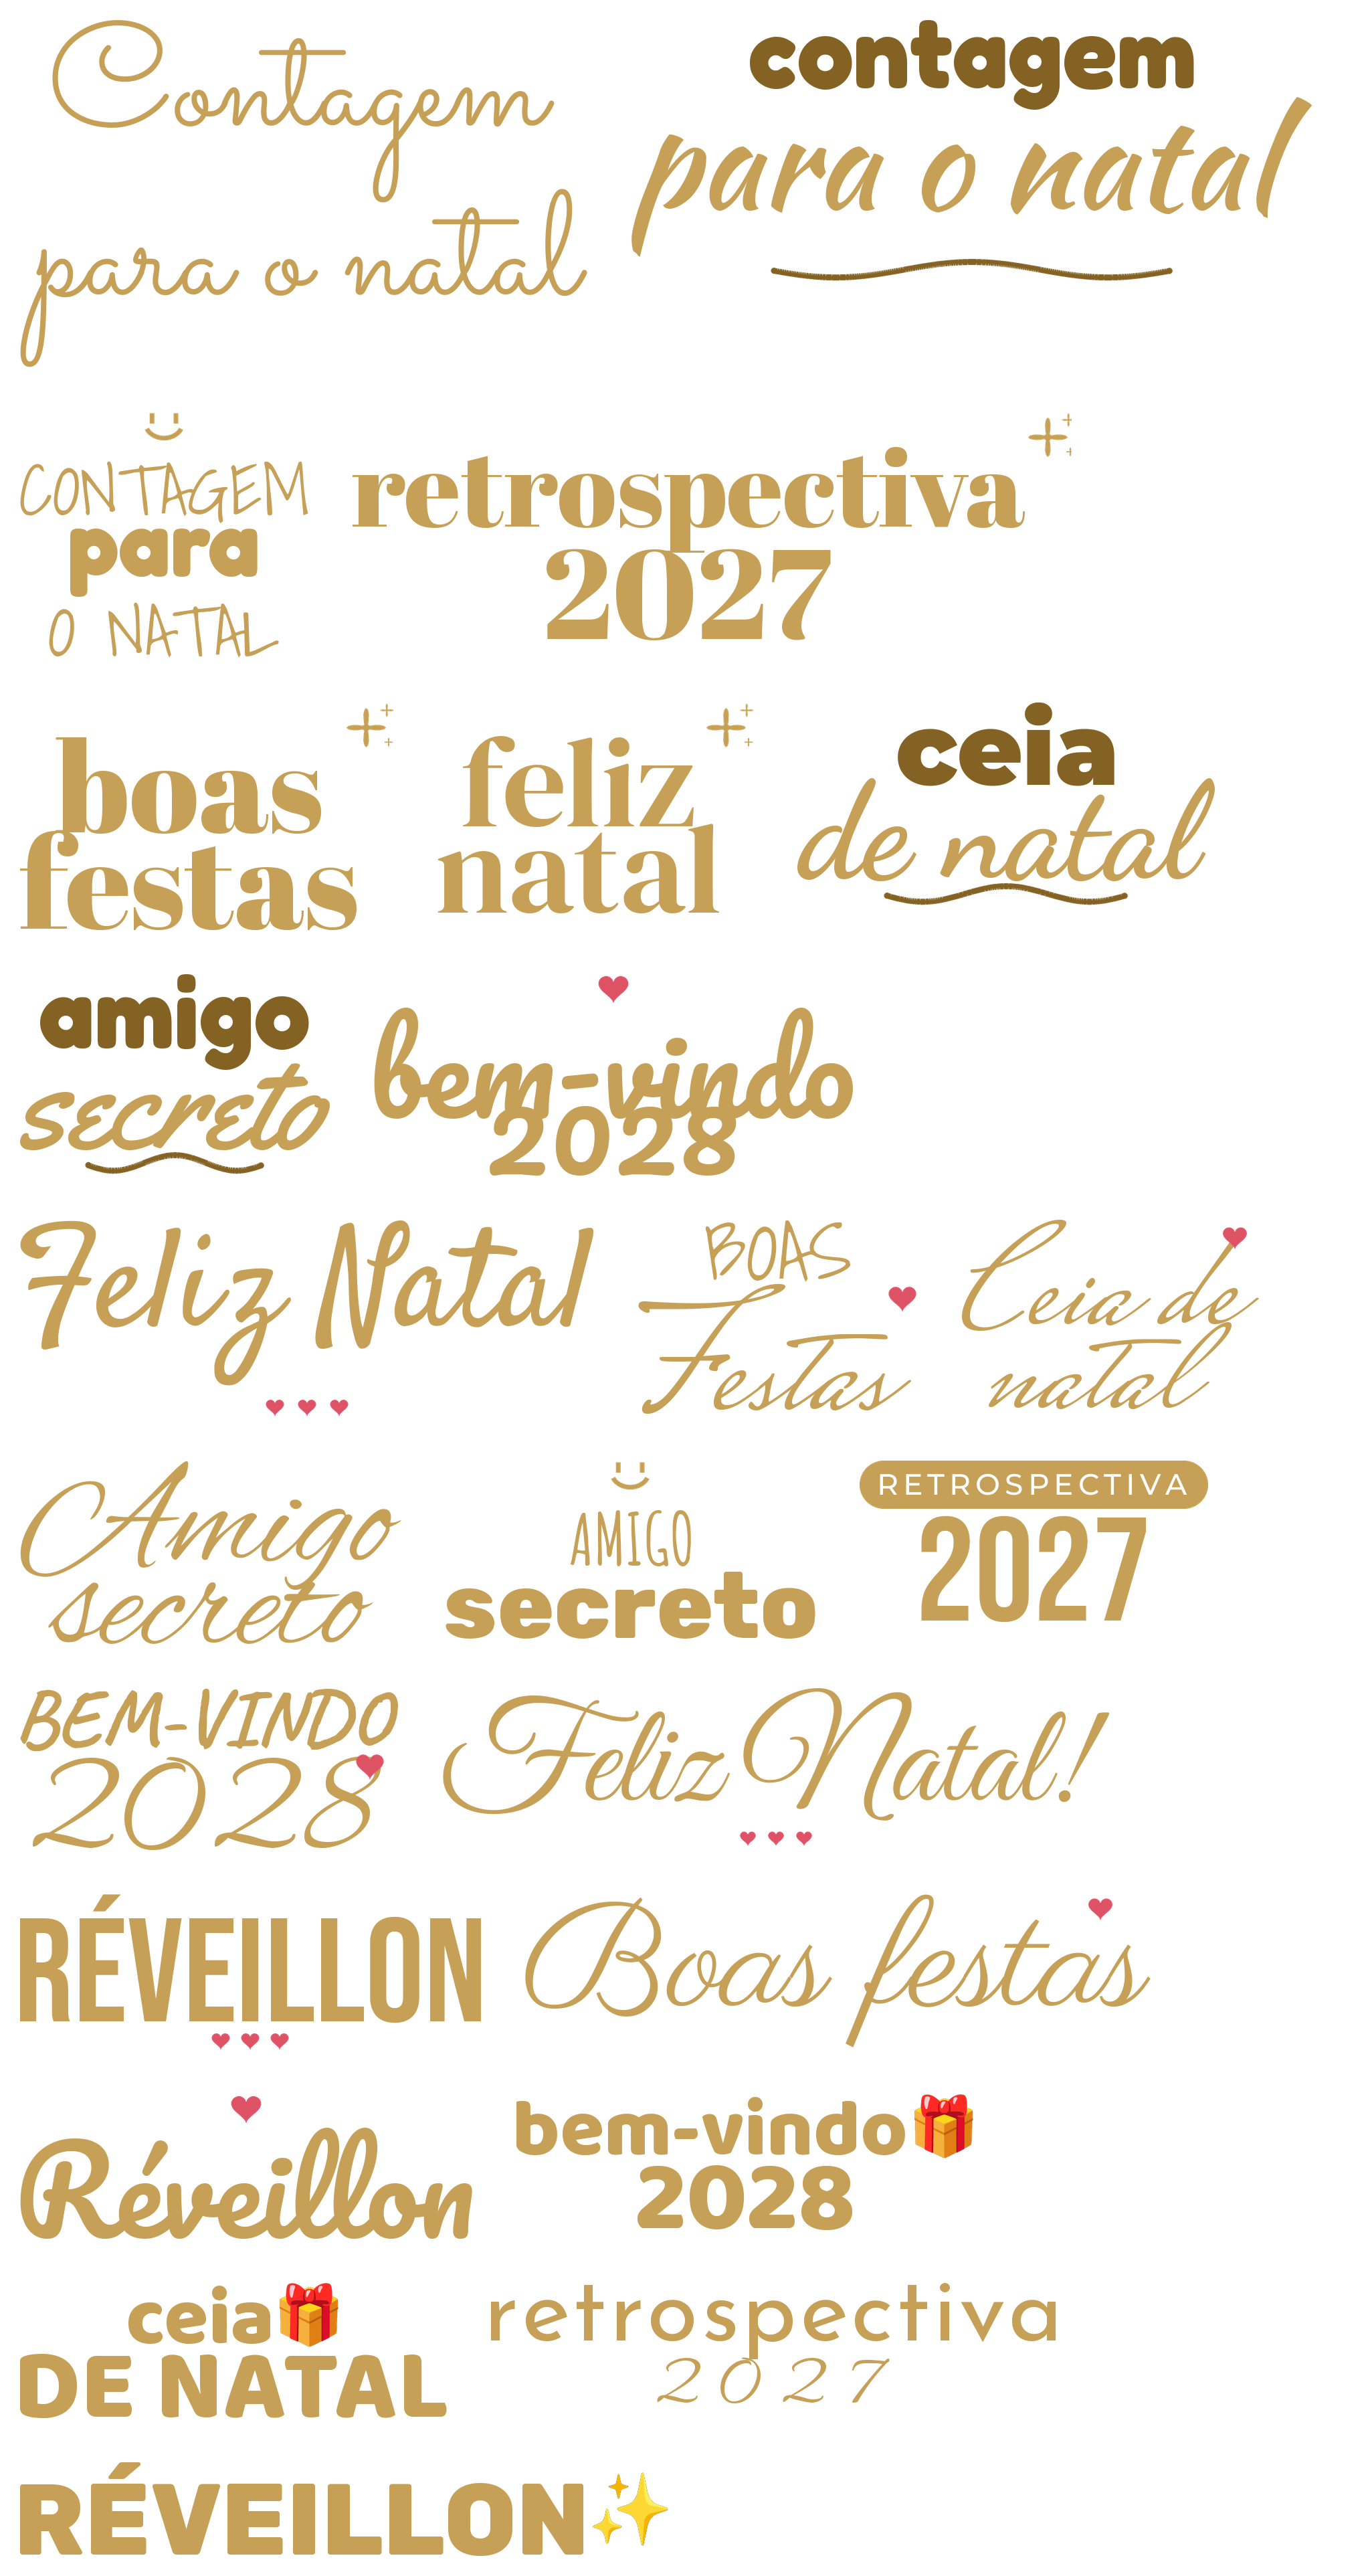 Contagem
para o natal
contagem
para o natal
CONTAGEM
para
O NATAL
retrospectiva
2027
boas
festas
feliz
natal
ceia
de natal
amigo
secreto
bem-vindo
2028
Feliz Natal
BOAS
Festas
Ceia de
natal
Amigo
secreto
AMIGO
secreto
RETROSPECTIVA
2027
BEM-VINDO
2028
Feliz Natal!
RÉVEILLON
Boas festas
Réveillon
bem-vindo🎁
2028
ceia🎁
DE NATAL
retrospectiva
2027
RÉVEILLON✨